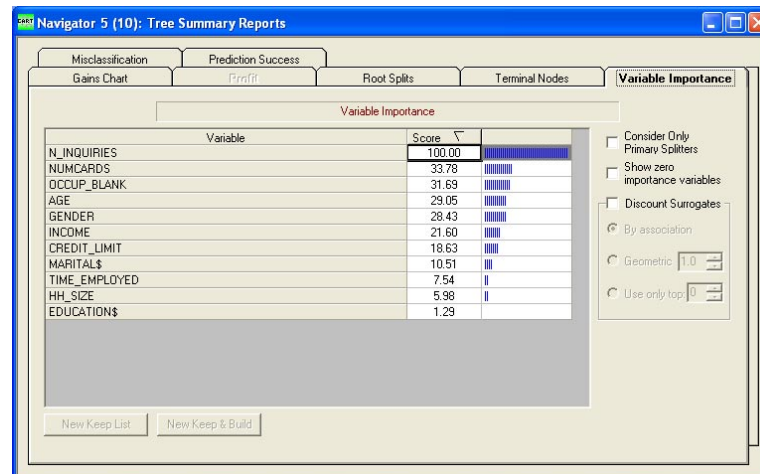 CART Navigator 5 (10): Tree Summary Reports
Misclassification Prediction Success
Gains Chart Profit Root Splits Terminal Nodes Variable Importance
Variable Importance
Variable Score
N_INQUIRIES 100.00
NUMCARDS 33.78
OCCUP_BLANK 31.69
AGE 29.05
GENDER 28.43
INCOME 21.60
CREDIT_LIMIT 18.63
MARITAL$ 10.51
TIME_EMPLOYED 7.54
HH_SIZE 5.98
EDUCATION$ 1.29
Consider Only
Primary Splitters
Show zero
importance variables
Discount Surrogates
By association
Geometric 1.0
Use only top: 0
New Keep List New Keep & Build